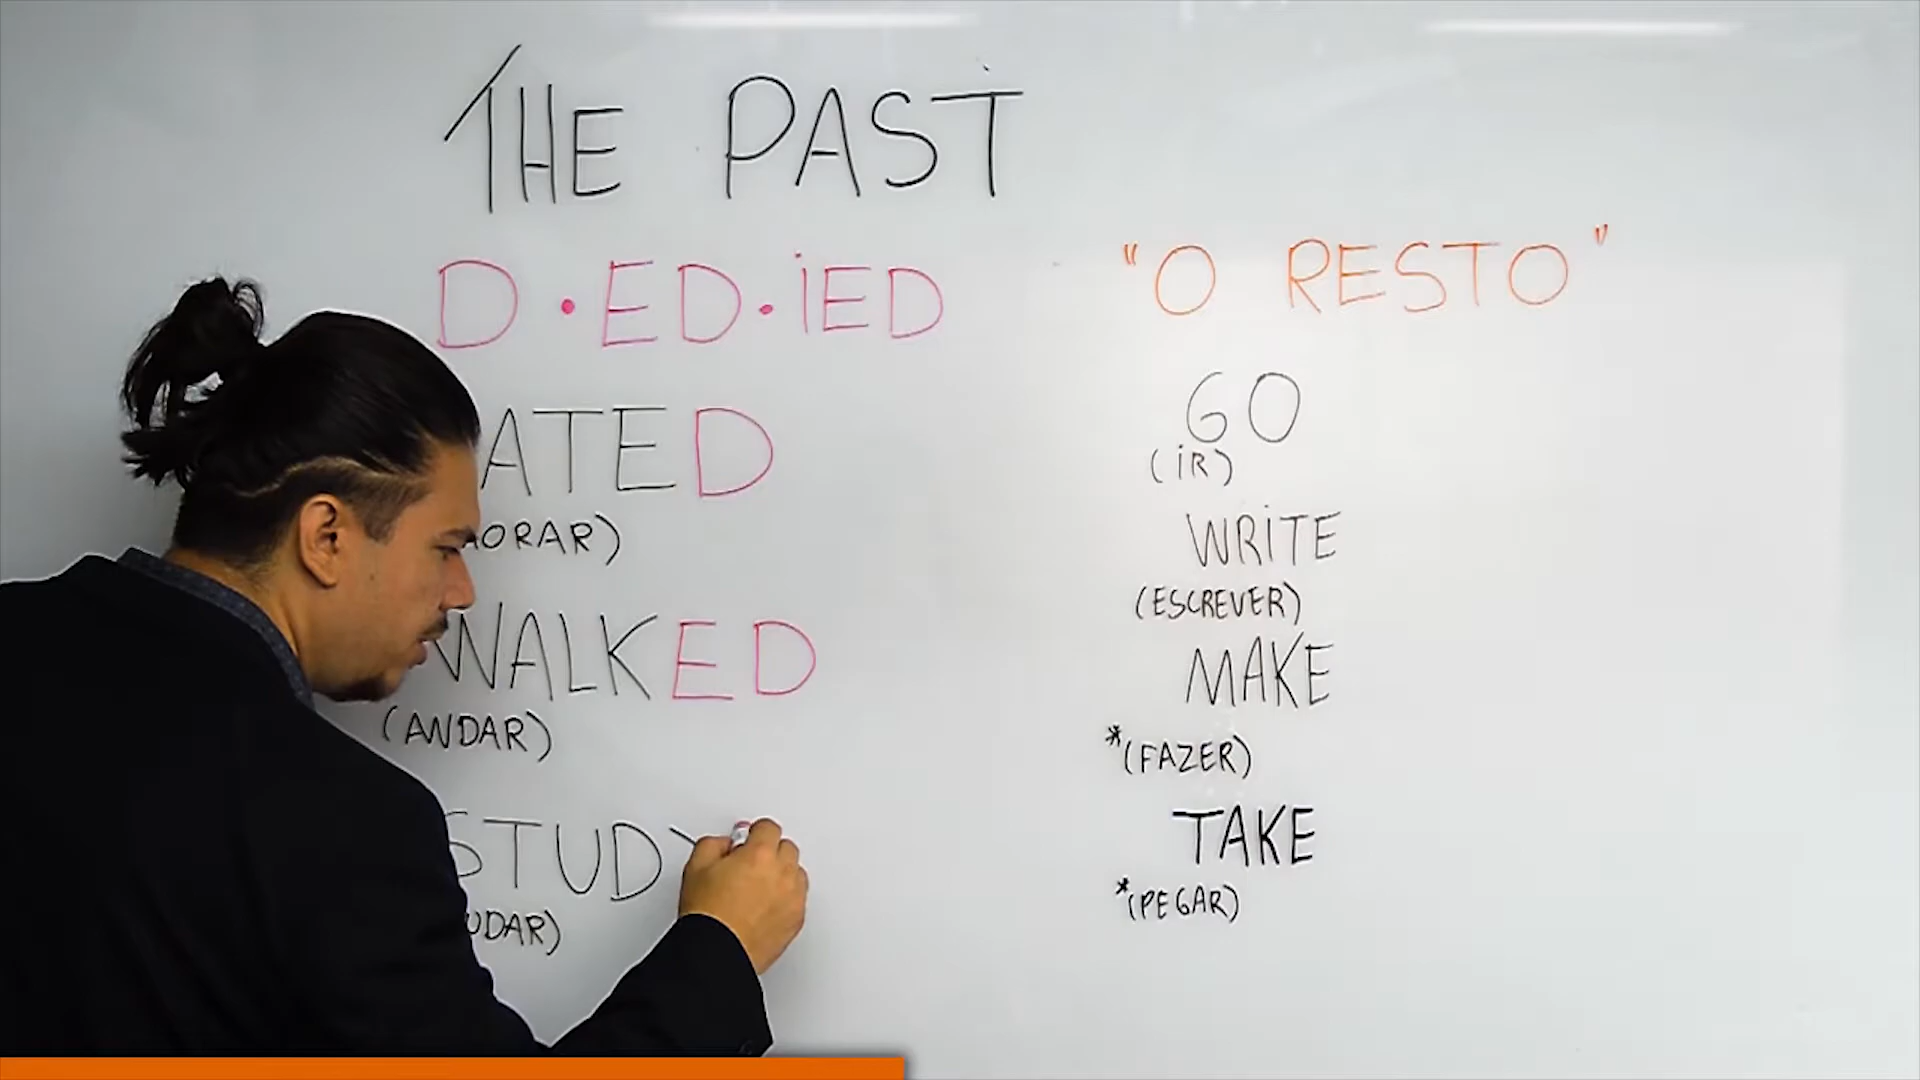 THE PAST
D · ED · iED
ATED
ORAR)
WALKED
(ANDAR)
STUDY
UDAR)
"O RESTO"
GO
(iR)
WRiTE
(ESCREVER)
MAKE
*(FAZER)
TAKE
*(PEGAR)